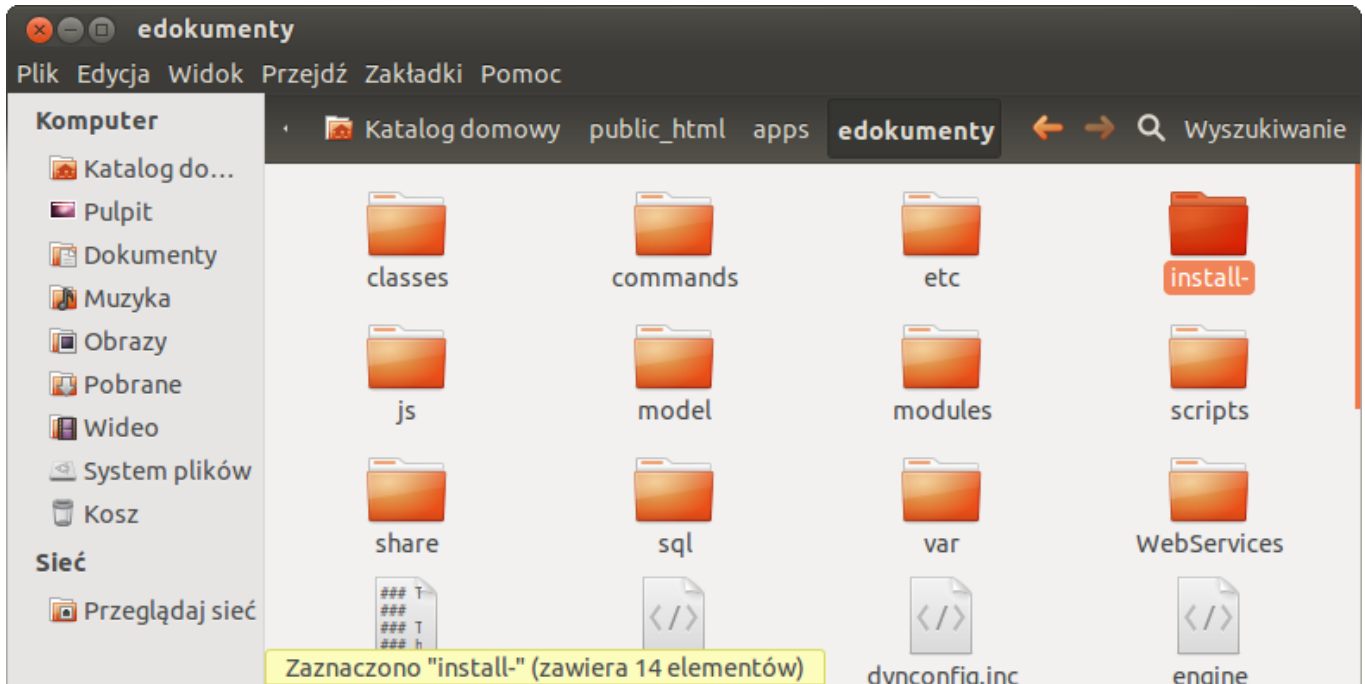 edokumenty
Plik Edycja Widok Przejdź Zakładki Pomoc
Komputer
Katalog do...
Pulpit
Dokumenty
Muzyka
Obrazy
Pobrane
Wideo
System plików
Kosz
Sieć
Przeglądaj sieć
Katalog domowy public_html apps edokumenty Wyszukiwanie
classes commands etc install-
js model modules scripts
share sql var WebServices
### T
###
### T
### h
</> </> </>
dynconfig.inc engine
Zaznaczono "install-" (zawiera 14 elementów)